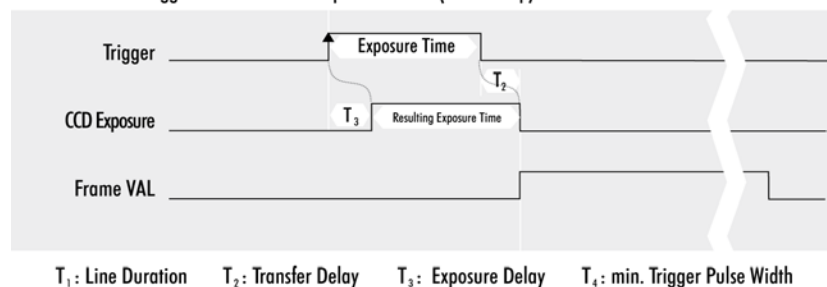 Trigger Exposure Time
T₂
CCD Exposure T₃ Resulting Exposure Time
Frame VAL
T₁: Line Duration T₂: Transfer Delay T₃: Exposure Delay T₄: min. Trigger Pulse Width